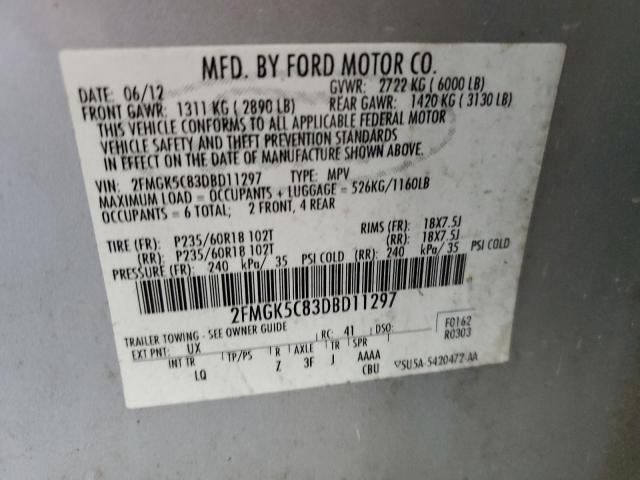 MFD. BY FORD MOTOR CO.
DATE: 06/12 GVWR: 2722 KG ( 6000 LB)
FRONT GAWR: 1311 KG ( 2890 LB) REAR GAWR: 1420 KG ( 3130 LB)
THIS VEHICLE CONFORMS TO ALL APPLICABLE FEDERAL MOTOR
VEHICLE SAFETY AND THEFT PREVENTION STANDARDS
IN EFFECT ON THE DATE OF MANUFACTURE SHOWN ABOVE.
VIN: 2FMGK5C83DBD11297 TYPE: MPV
MAXIMUM LOAD = OCCUPANTS + LUGGAGE = 526KG/1160LB
OCCUPANTS = 6 TOTAL; 2 FRONT, 4 REAR
TIRE (FR): P235/60R18 102T RIMS (FR): 18X7.5J
(RR): P235/60R18 102T (RR): 18X7.5J
PRESSURE (FR): 240 kPa/ 35 PSI COLD (RR): 240 kPa/ 35 PSI COLD
2FMGK5C83DBD11297
TRAILER TOWING - SEE OWNER GUIDE RC: 41 DSO: F0162
EXT PNT: UX R0303
INT TR TP/PS R AXLE TR SPR
LQ Z 3F J AAAA
CBU SU5A-5420472-AA